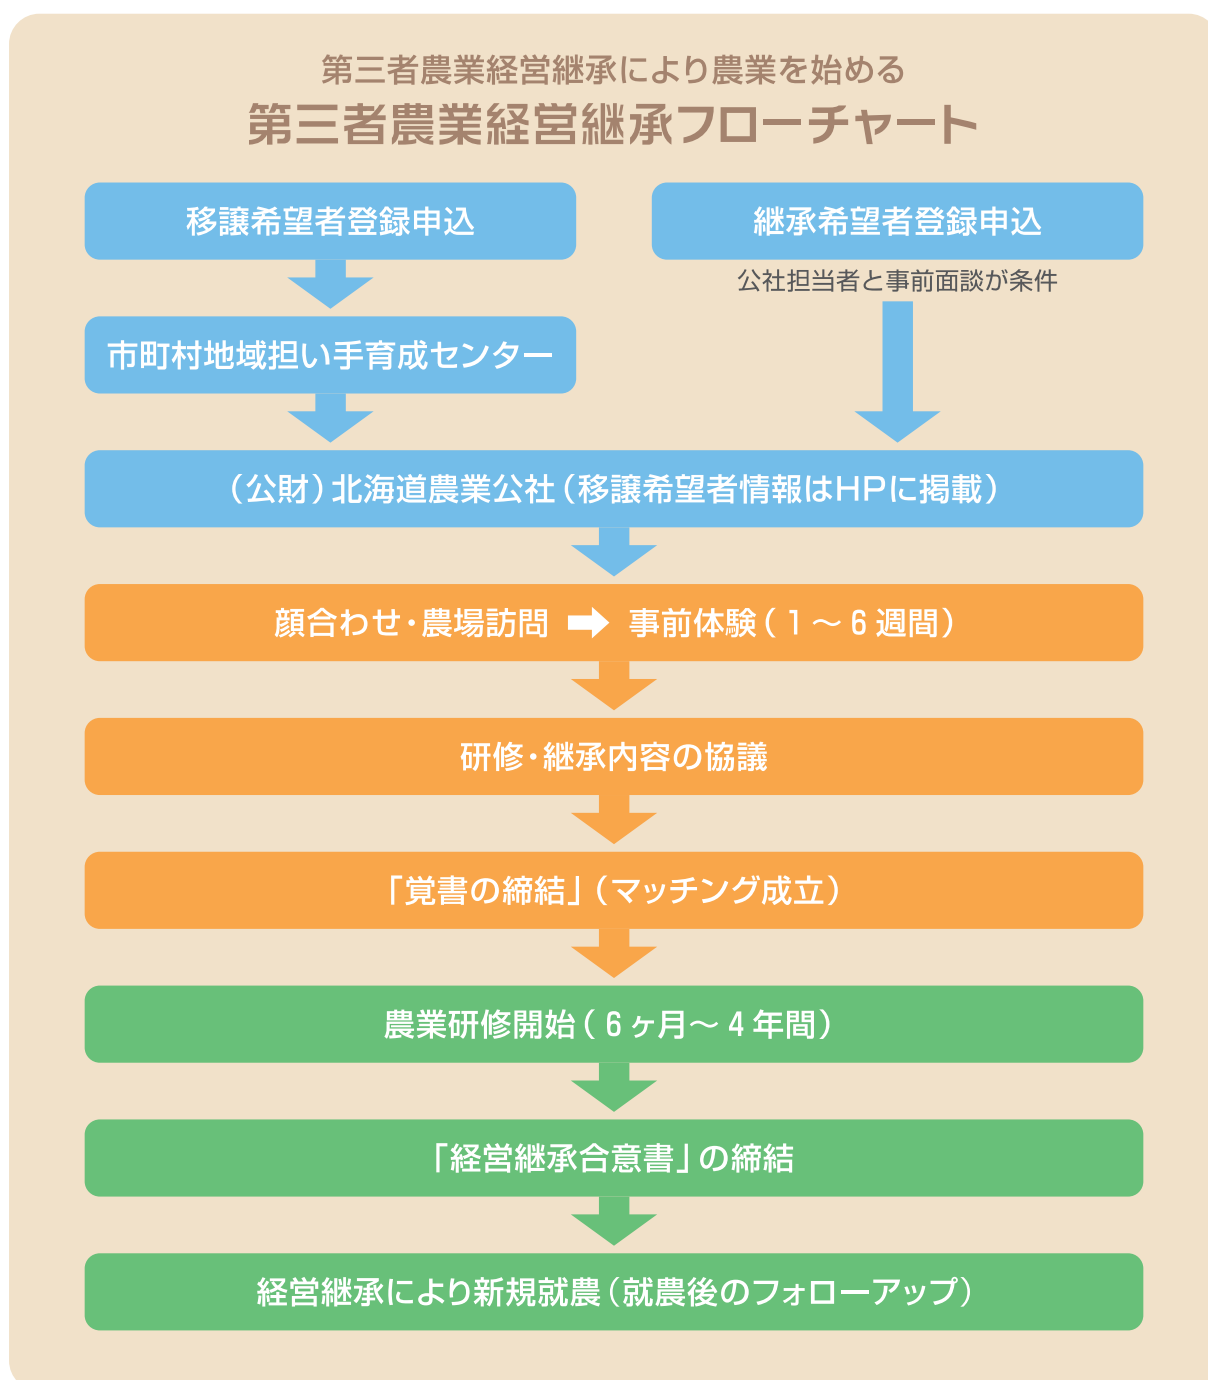 第三者農業経営継承により農業を始める
第三者農業経営継承フローチャート
移譲希望者登録申込
継承希望者登録申込
公社担当者と事前面談が条件
市町村地域担い手育成センター
（公財）北海道農業公社（移譲希望者情報はHPに掲載）
顔合わせ・農場訪問 ➡ 事前体験（1～6週間）
研修・継承内容の協議
「覚書の締結」（マッチング成立）
農業研修開始（6ヶ月～4年間）
「経営継承合意書」の締結
経営継承により新規就農（就農後のフォローアップ）